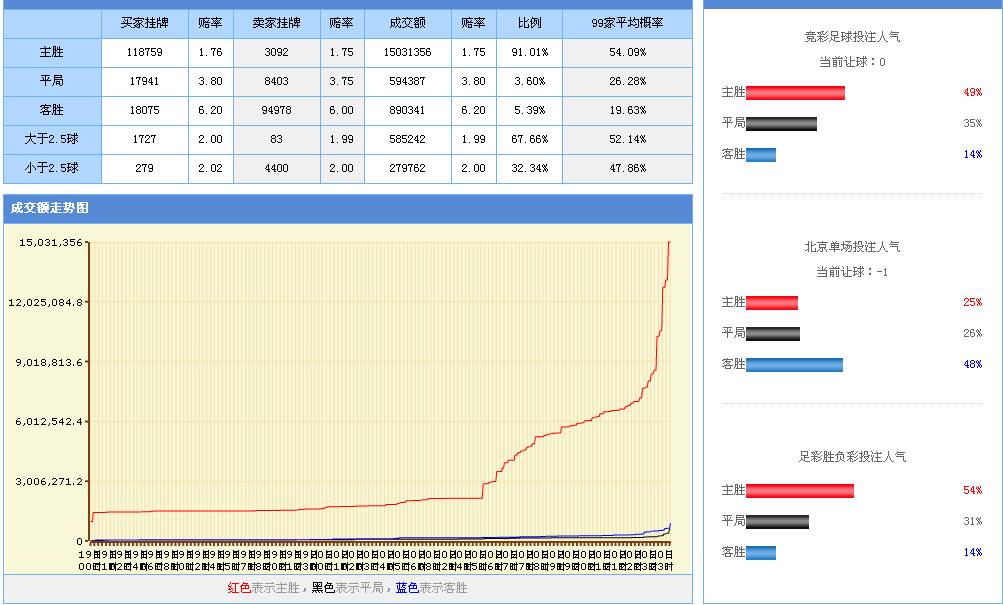 买家挂牌 赔率 卖家挂牌 赔率 成交额 赔率 比例 99家平均概率
主胜 118759 1.76 3092 1.75 15031356 1.75 91.01% 54.09%
平局 17941 3.80 8403 3.75 594387 3.80 3.60% 26.28%
客胜 18075 6.20 94978 6.00 890341 6.20 5.39% 19.63%
大于2.5球 1727 2.00 83 1.99 585242 1.99 67.66% 52.14%
小于2.5球 279 2.02 4400 2.00 279762 2.00 32.34% 47.86%
成交额走势图
15,031,356
12,025,084.8
9,018,813.6
6,012,542.4
3,006,271.2
0
红色表示主胜，黑色表示平局，蓝色表示客胜
竞彩足球投注人气
当前让球：0
主胜 49%
平局 35%
客胜 14%
北京单场投注人气
当前让球：-1
主胜 25%
平局 26%
客胜 48%
足彩胜负彩投注人气
主胜 54%
平局 31%
客胜 14%